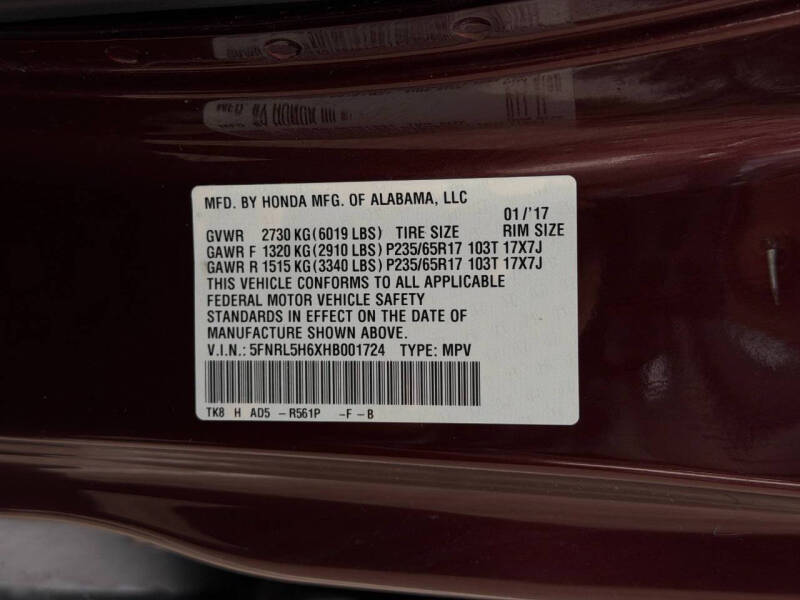 MFD. BY HONDA MFG. OF ALABAMA, LLC
01/'17
GVWR 2730 KG(6019 LBS) TIRE SIZE RIM SIZE
GAWR F 1320 KG(2910 LBS) P235/65R17 103T 17X7J
GAWR R 1515 KG(3340 LBS) P235/65R17 103T 17X7J
THIS VEHICLE CONFORMS TO ALL APPLICABLE
FEDERAL MOTOR VEHICLE SAFETY
STANDARDS IN EFFECT ON THE DATE OF
MANUFACTURE SHOWN ABOVE.
V.I.N.: 5FNRL5H6XHB001724 TYPE: MPV
TK8 H AD5 -R561P -F-B